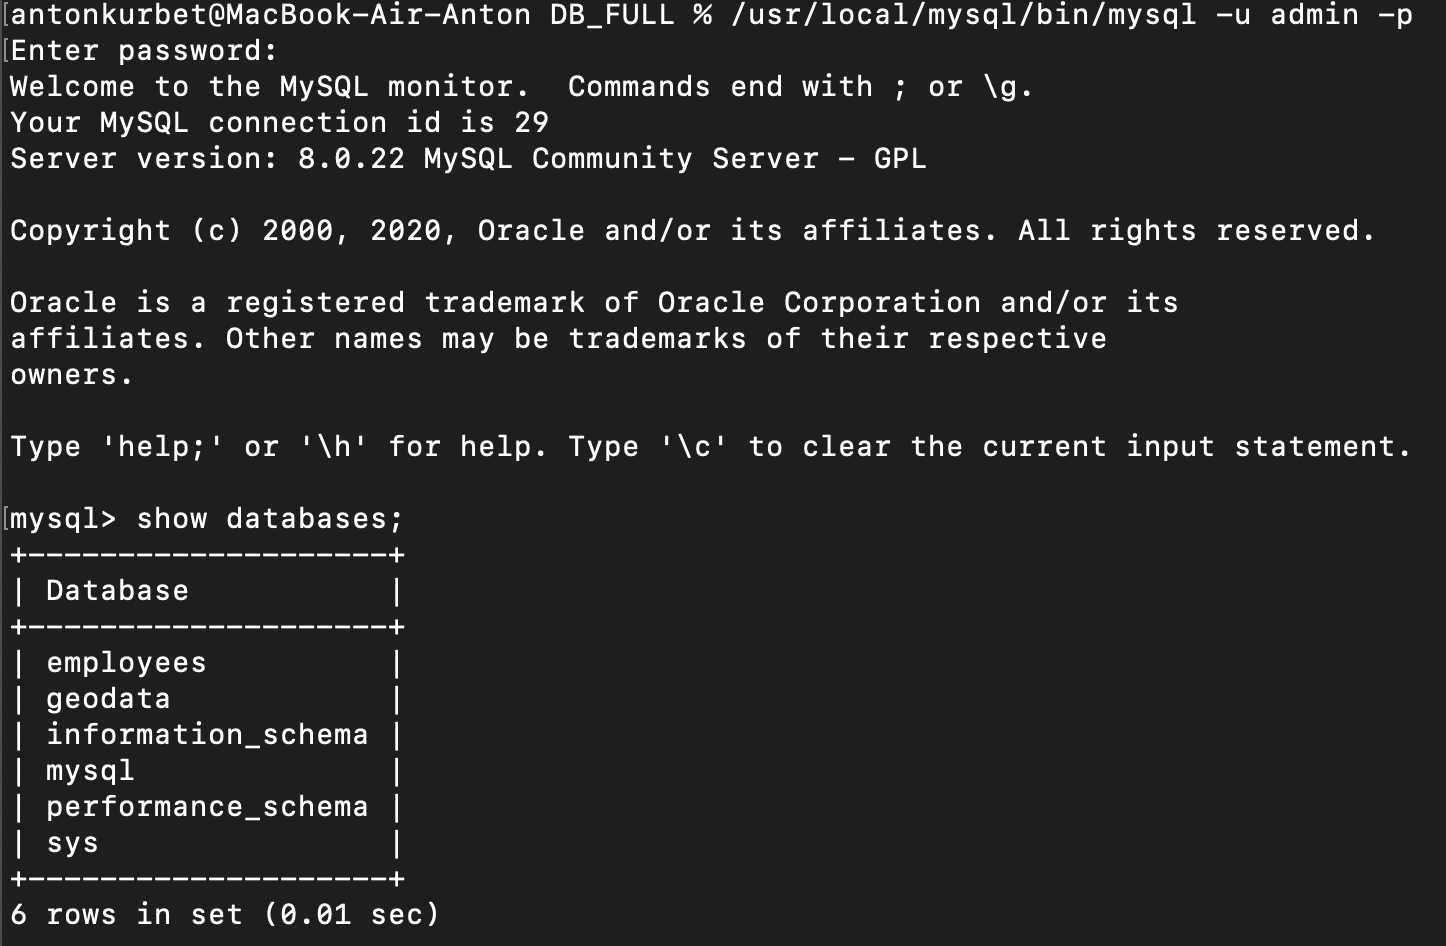 [antonkurbet@MacBook-Air-Anton DB_FULL % /usr/local/mysql/bin/mysql -u admin -p
[Enter password:
Welcome to the MySQL monitor.  Commands end with ; or \g.
Your MySQL connection id is 29
Server version: 8.0.22 MySQL Community Server - GPL

Copyright (c) 2000, 2020, Oracle and/or its affiliates. All rights reserved.

Oracle is a registered trademark of Oracle Corporation and/or its
affiliates. Other names may be trademarks of their respective
owners.

Type 'help;' or '\h' for help. Type '\c' to clear the current input statement.

[mysql> show databases;
+--------------------+
| Database           |
+--------------------+
| employees          |
| geodata            |
| information_schema |
| mysql              |
| performance_schema |
| sys                |
+--------------------+
6 rows in set (0.01 sec)